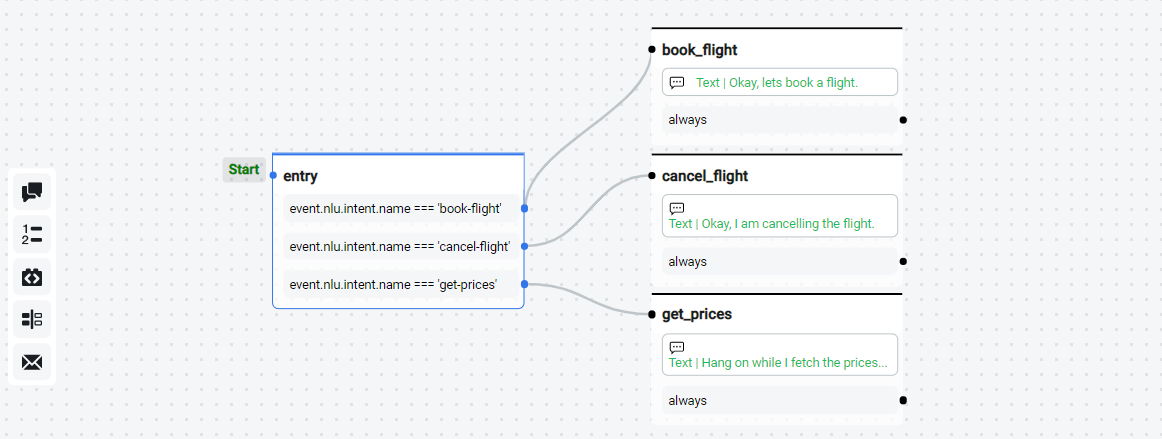 Start
entry
event.nlu.intent.name === 'book-flight'
event.nlu.intent.name === 'cancel-flight'
event.nlu.intent.name === 'get-prices'
book_flight
Text | Okay, lets book a flight.
always
cancel_flight
Text | Okay, I am cancelling the flight.
always
get_prices
Text | Hang on while I fetch the prices...
always
1
2